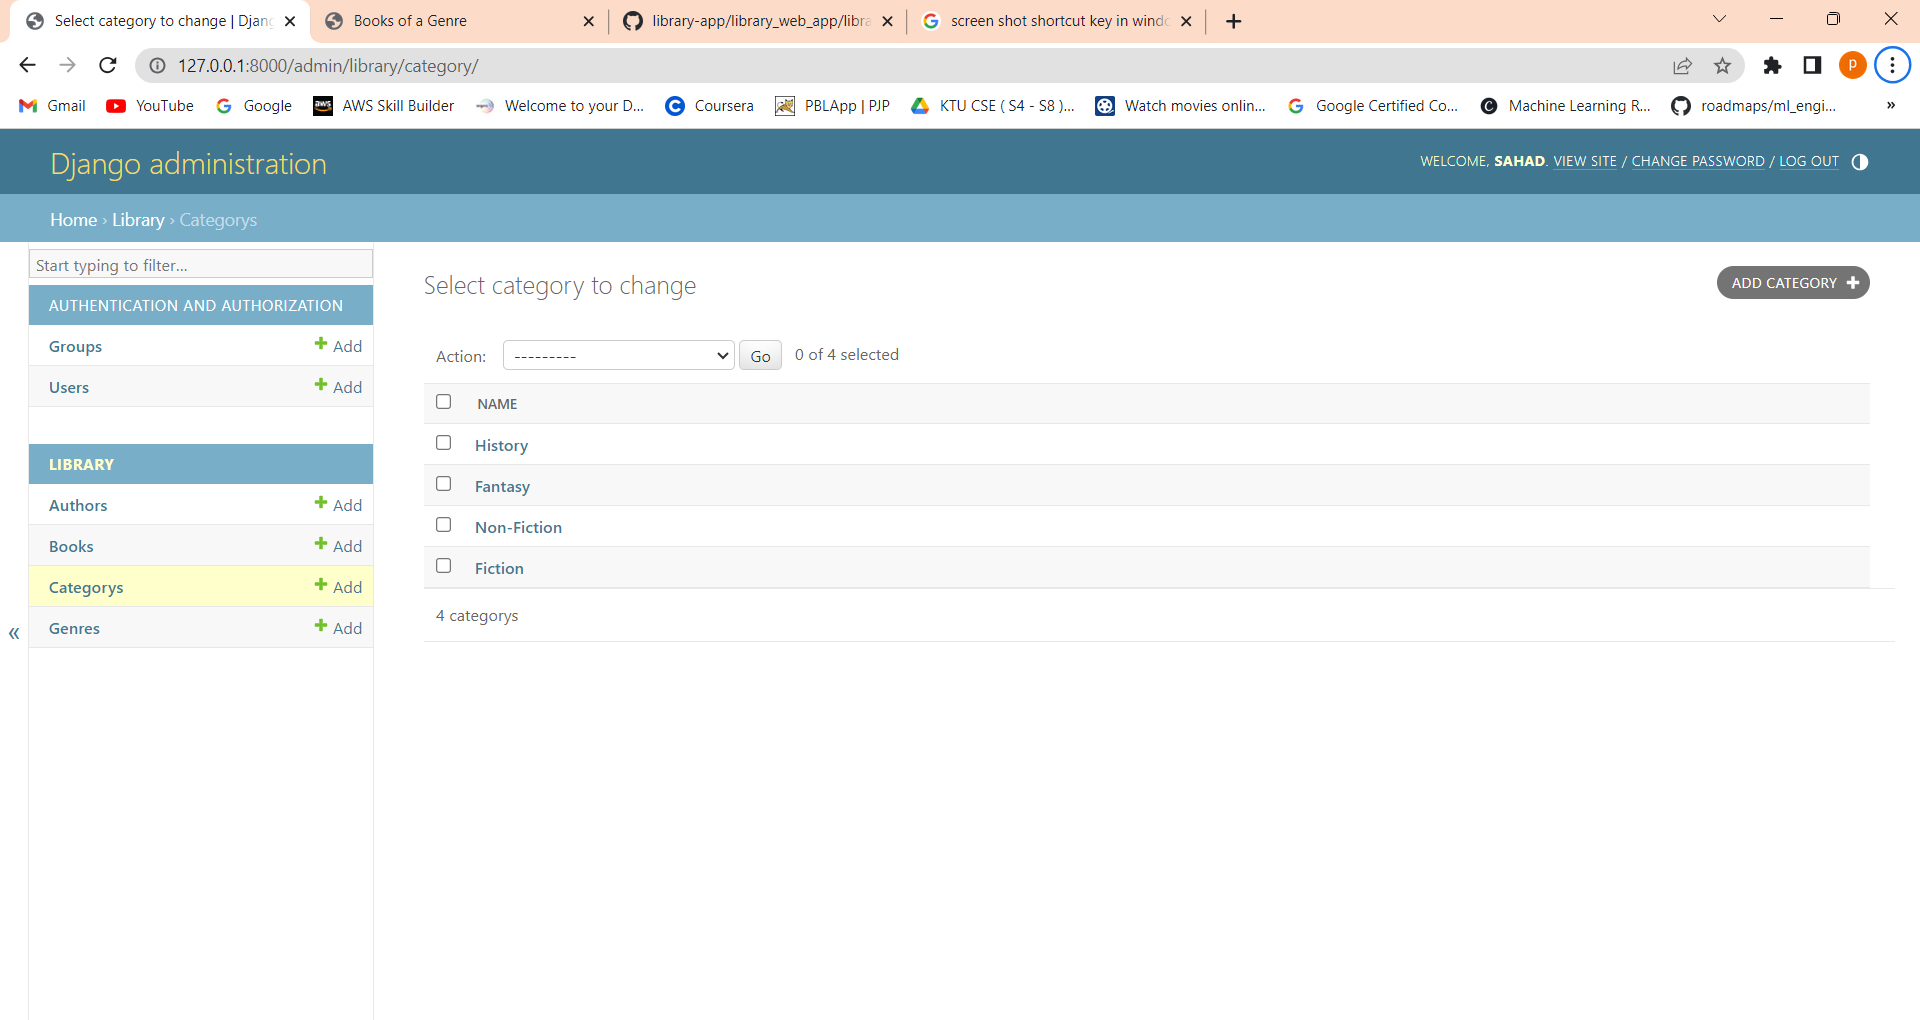 Select category to change | Djang
Books of a Genre
library-app/library_web_app/libra
screen shot shortcut key in windo
127.0.0.1:8000/admin/library/category/
P
Gmail
YouTube
Google
aws
AWS Skill Builder
Welcome to your D...
Coursera
PBLApp | PJP
KTU CSE ( S4 - S8 )...
Watch movies onlin...
Google Certified Co...
Machine Learning R...
roadmaps/ml_engi...
»
Django administration
WELCOME, SAHAD. VIEW SITE / CHANGE PASSWORD / LOG OUT
Home › Library › Categorys
Start typing to filter...
AUTHENTICATION AND AUTHORIZATION
Groups + Add
Users + Add
LIBRARY
Authors + Add
Books + Add
Categorys + Add
Genres + Add
«
Select category to change
ADD CATEGORY +
Action: --------- Go 0 of 4 selected
NAME
History
Fantasy
Non-Fiction
Fiction
4 categorys